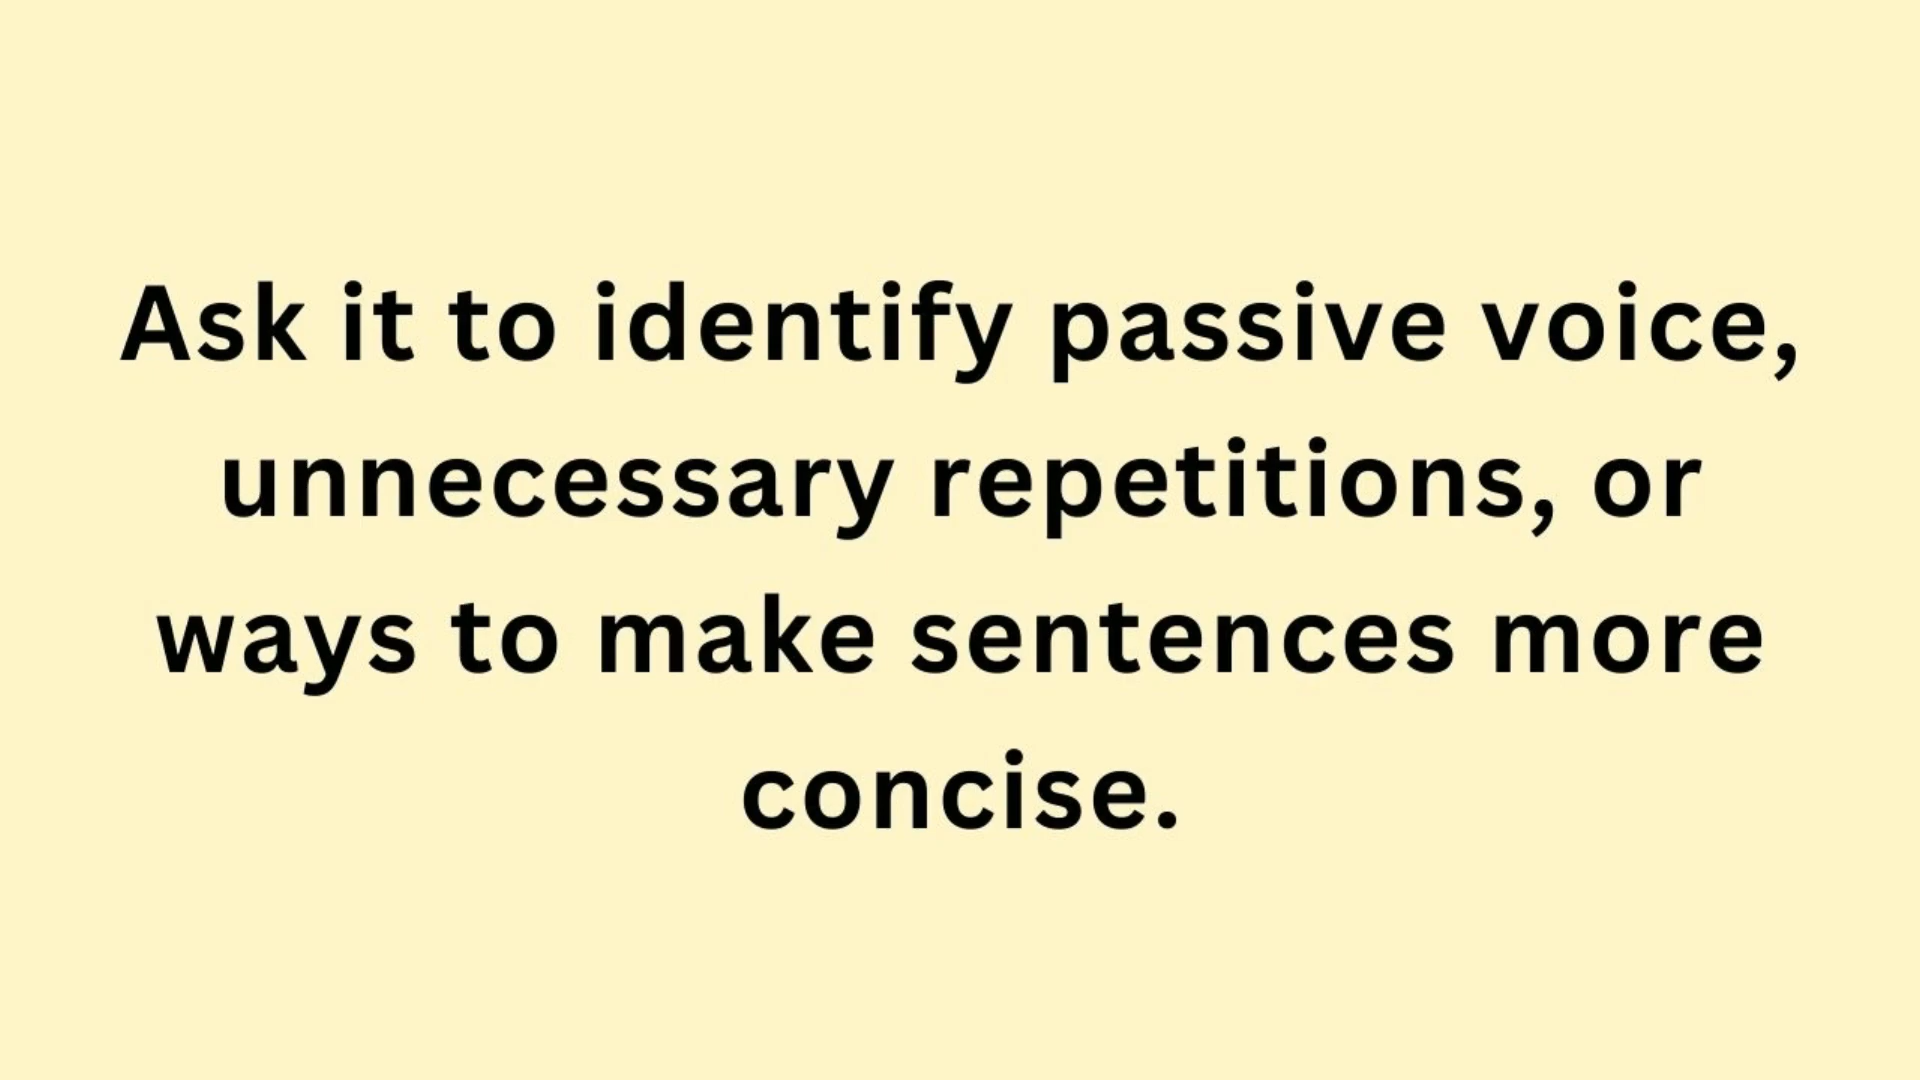 Ask it to identify passive voice,
unnecessary repetitions, or
ways to make sentences more
concise.